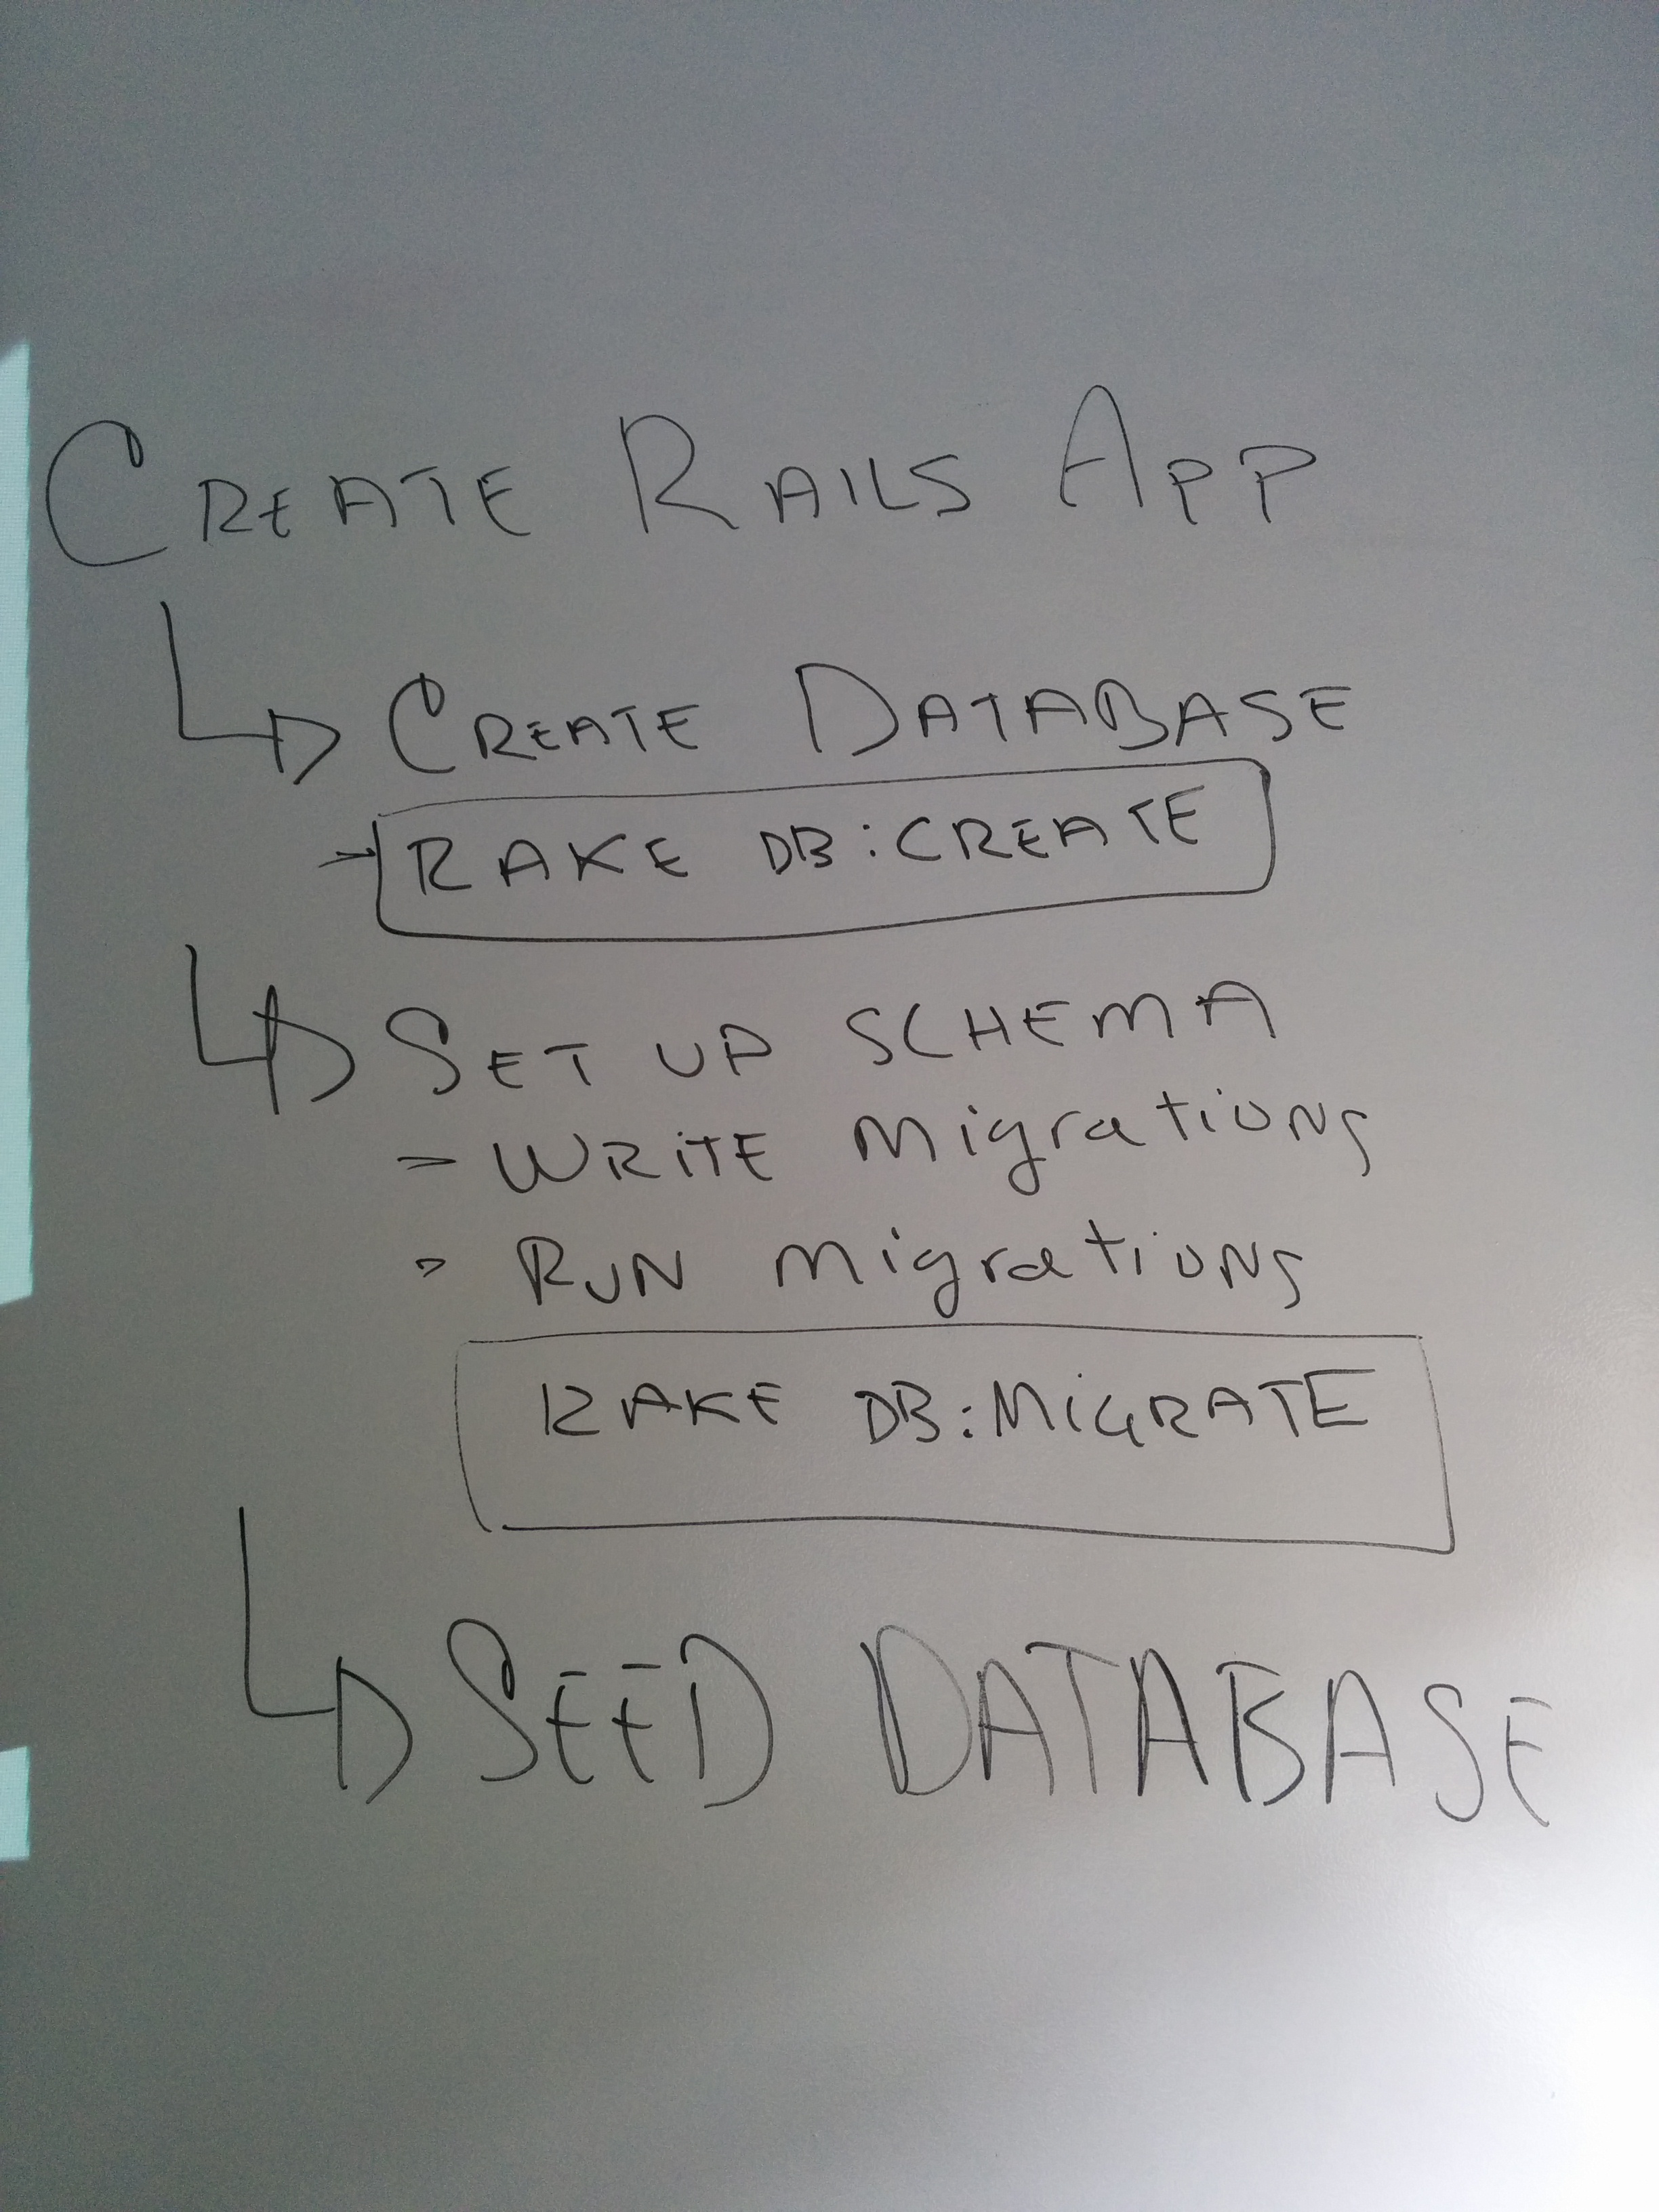 CREATE RAILS APP
CREATE DATABASE
RAKE DB:CREATE
SET UP SCHEMA
- WRITE Migrations
- RUN Migrations
RAKE DB:MIGRATE
SEED DATABASE